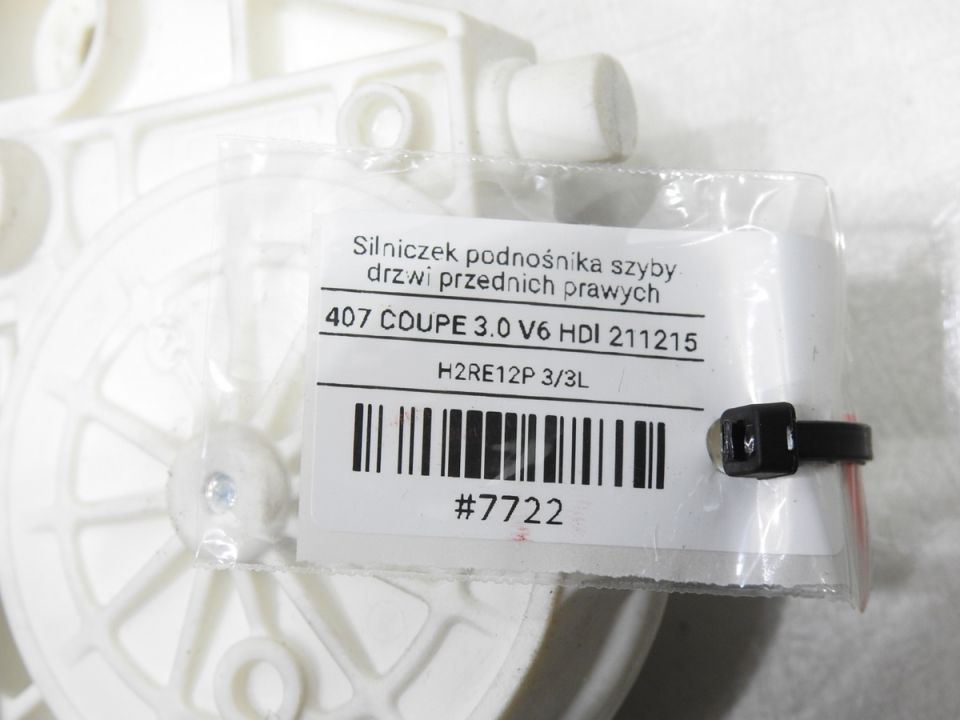 Silniczek podnośnika szyby
drzwi przednich prawych
407 COUPE 3.0 V6 HDI 211215
H2RE12P 3/3L
#7722